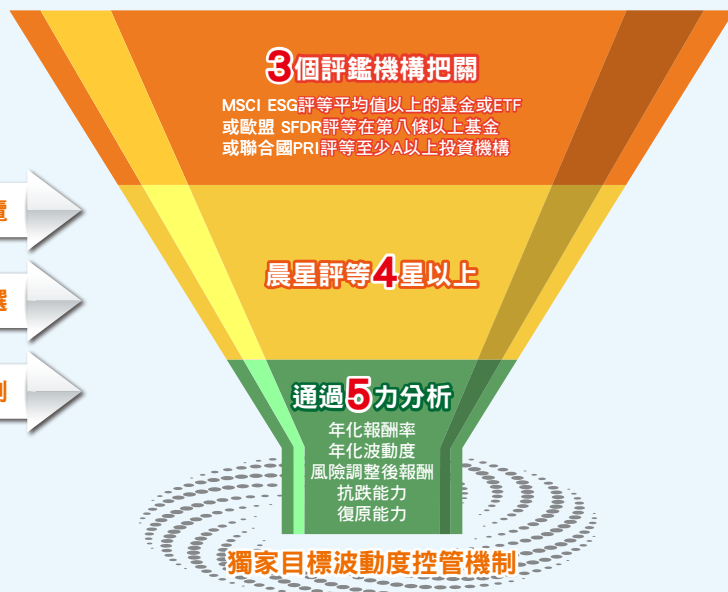 3個評鑑機構把關
MSCI ESG評等平均值以上的基金或ETF
或歐盟 SFDR評等在第八條以上基金
或聯合國PRI評等至少A以上投資機構
晨星評等4星以上
通過5力分析
年化報酬率
年化波動度
風險調整後報酬
抗跌能力
復原能力
獨家目標波動度控管機制